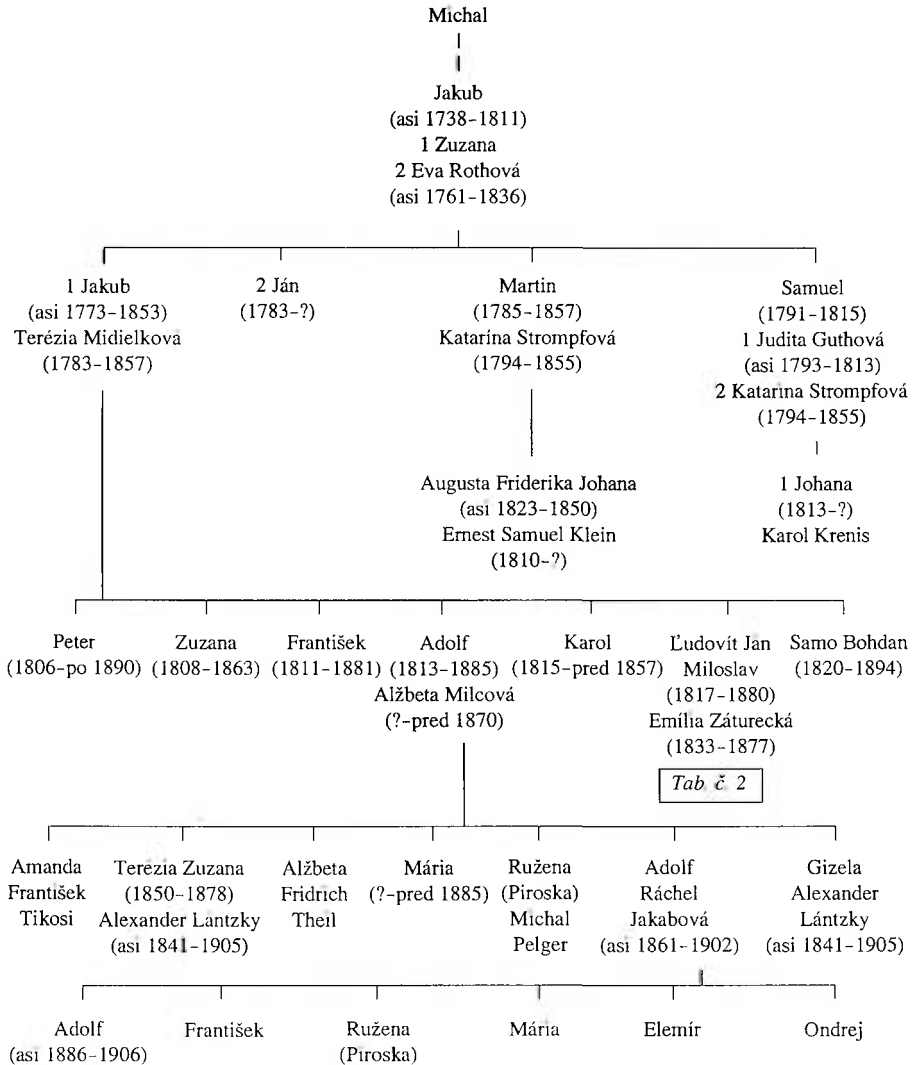 Michal
Jakub
(asi 1738-1811)
1 Zuzana
2 Eva Rothová
(asi 1761-1836)
1 Jakub
(asi 1773-1853)
Terézia Midielková
(1783-1857)
2 Ján
(1783-?)
Martin
(1785-1857)
Katarína Strompfová
(1794-1855)
Samuel
(1791-1815)
1 Judita Guthová
(asi 1793-1813)
2 Katarina Strompfová
(1794-1855)
Augusta Friderika Johana
(asi 1823-1850)
Ernest Samuel Klein
(1810-?)
1 Johana
(1813-?)
Karol Krenis
Peter
(1806-po 1890)
Zuzana
(1808-1863)
František
(1811-1881)
Adolf
(1813-1885)
Alžbeta Milcová
(?-pred 1870)
Karol
(1815-pred 1857)
Ľudovít Jan
Miloslav
(1817-1880)
Emília Záturecká
(1833-1877)
Tab. č. 2
Samo Bohdan
(1820-1894)
Amanda
František
Tikosi
Terézia Zuzana
(1850-1878)
Alexander Lántzky
(asi 1841-1905)
Alžbeta
Fridrich
Theil
Mária
(?-pred 1885)
Ružena
(Piroska)
Michal
Pelger
Adolf
Ráchel
Jakabová
(asi 1861-1902)
Gizela
Alexander
Lántzky
(asi 1841-1905)
Adolf
(asi 1886-1906)
František
Ružena
(Piroska)
Mária
Elemír
Ondrej